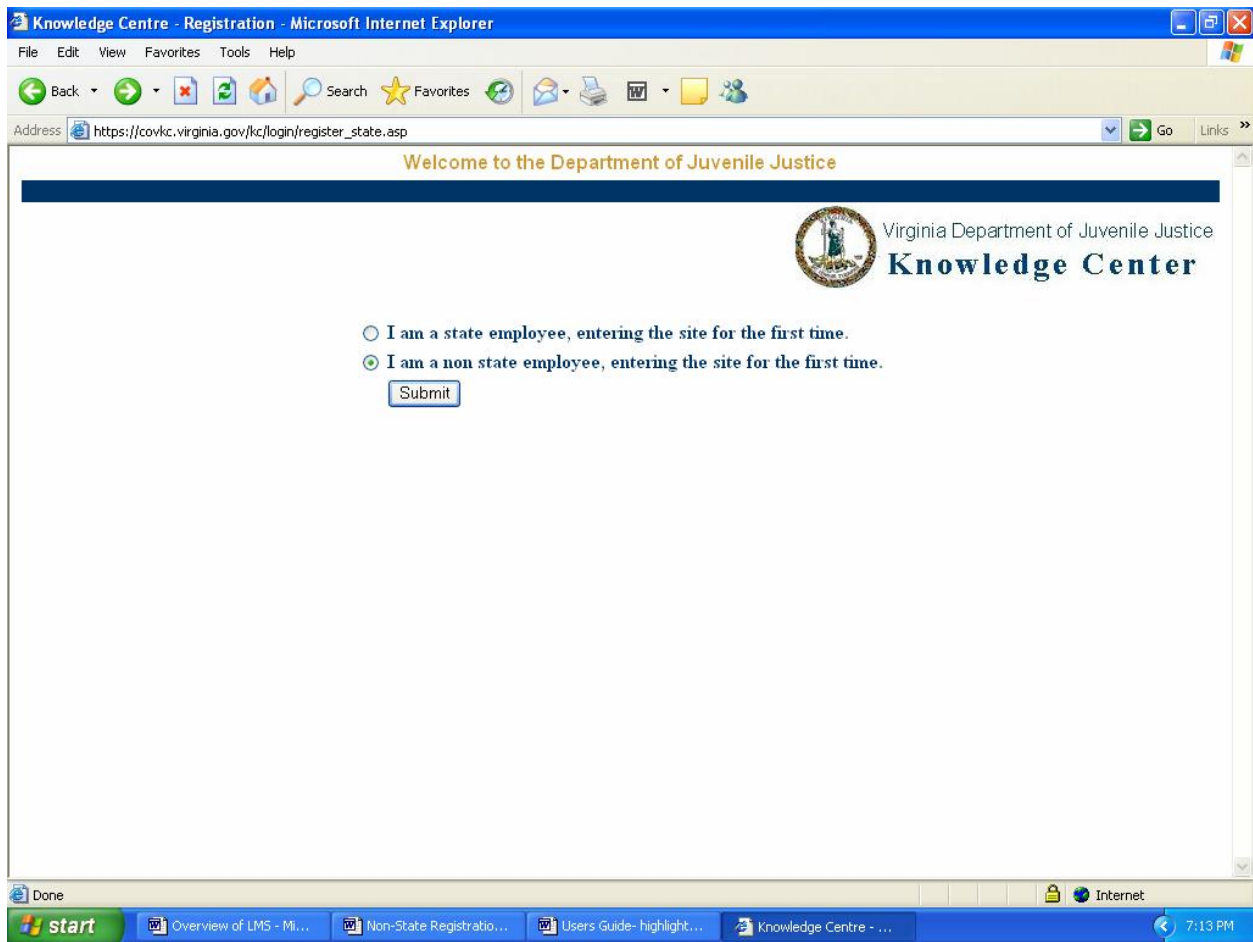 Knowledge Centre - Registration - Microsoft Internet Explorer
File Edit View Favorites Tools Help
Back Search Favorites
Address https://covkc.virginia.gov/kc/login/register_state.asp Go Links »
Welcome to the Department of Juvenile Justice
Virginia Department of Juvenile Justice
Knowledge Center
I am a state employee, entering the site for the first time.
I am a non state employee, entering the site for the first time.
Submit
Done Internet
start Overview of LMS - Mi... Non-State Registratio... Users Guide- highlight... Knowledge Centre - ... 7:13 PM